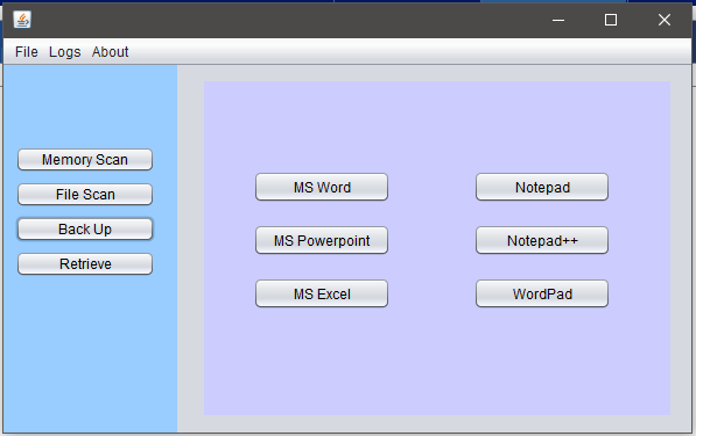 File Logs About
Memory Scan
File Scan
Back Up
Retrieve
MS Word
Notepad
MS Powerpoint
Notepad++
MS Excel
WordPad